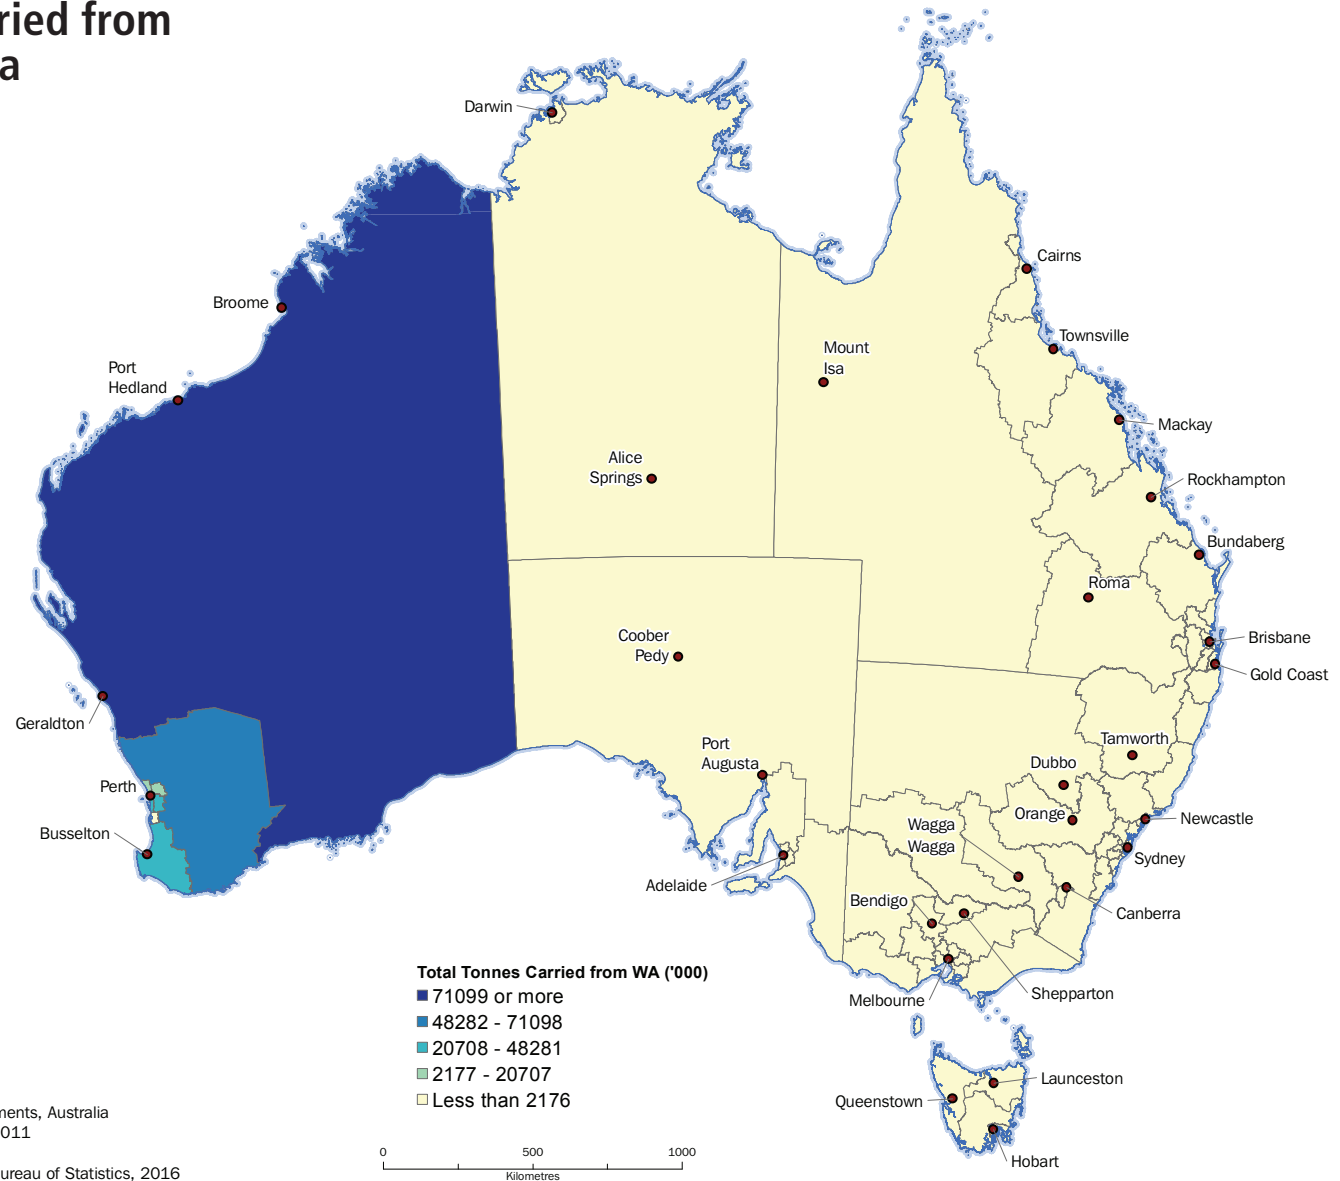 ried from
a
Darwin
Cairns
Broome
Townsville
Mount
Isa
Port
Hedland
Mackay
Alice
Springs
Rockhampton
Bundaberg
Roma
Coober
Pedy
Brisbane
Gold Coast
Geraldton
Port
Augusta
Tamworth
Dubbo
Perth
Orange
Newcastle
Busselton
Wagga
Wagga
Sydney
Adelaide
Bendigo
Canberra
Total Tonnes Carried from WA ('000)
71099 or more
48282 - 71098
20708 - 48281
2177 - 20707
Less than 2176
Melbourne
Shepparton
Launceston
Queenstown
Hobart
ments, Australia
011
ureau of Statistics, 2016
0 500 1000
Kilometres